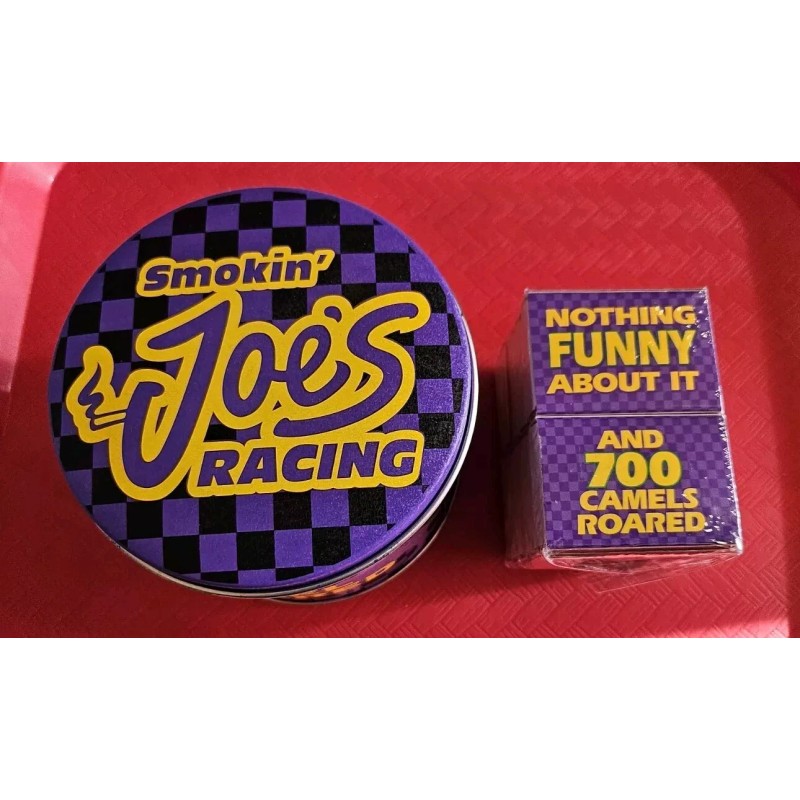 Smokin'
Joe's
RACING
NOTHING
FUNNY
ABOUT IT
AND
700
CAMELS
ROARED